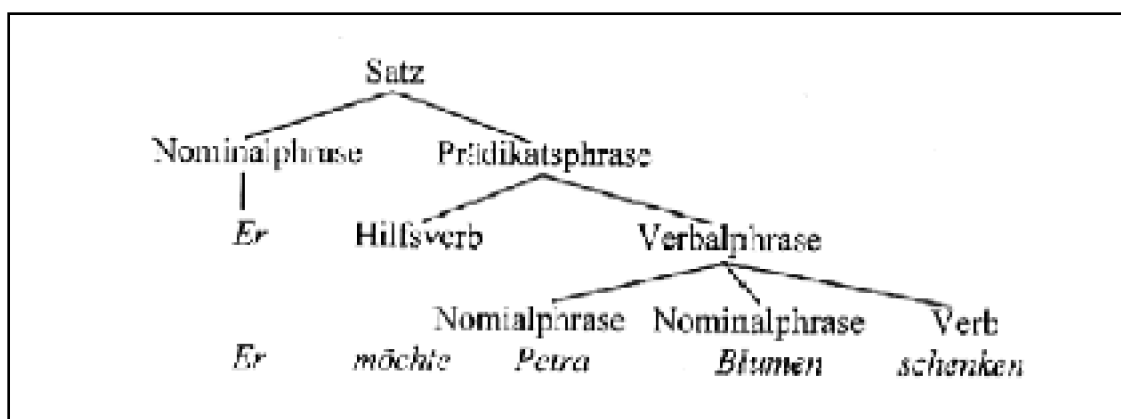 Satz
Nominalphrase Prädikatsphrase
Er Hilfsverb Verbalphrase
Nomialphrase Nominalphrase Verb
Er möchte Petra Blumen schenken